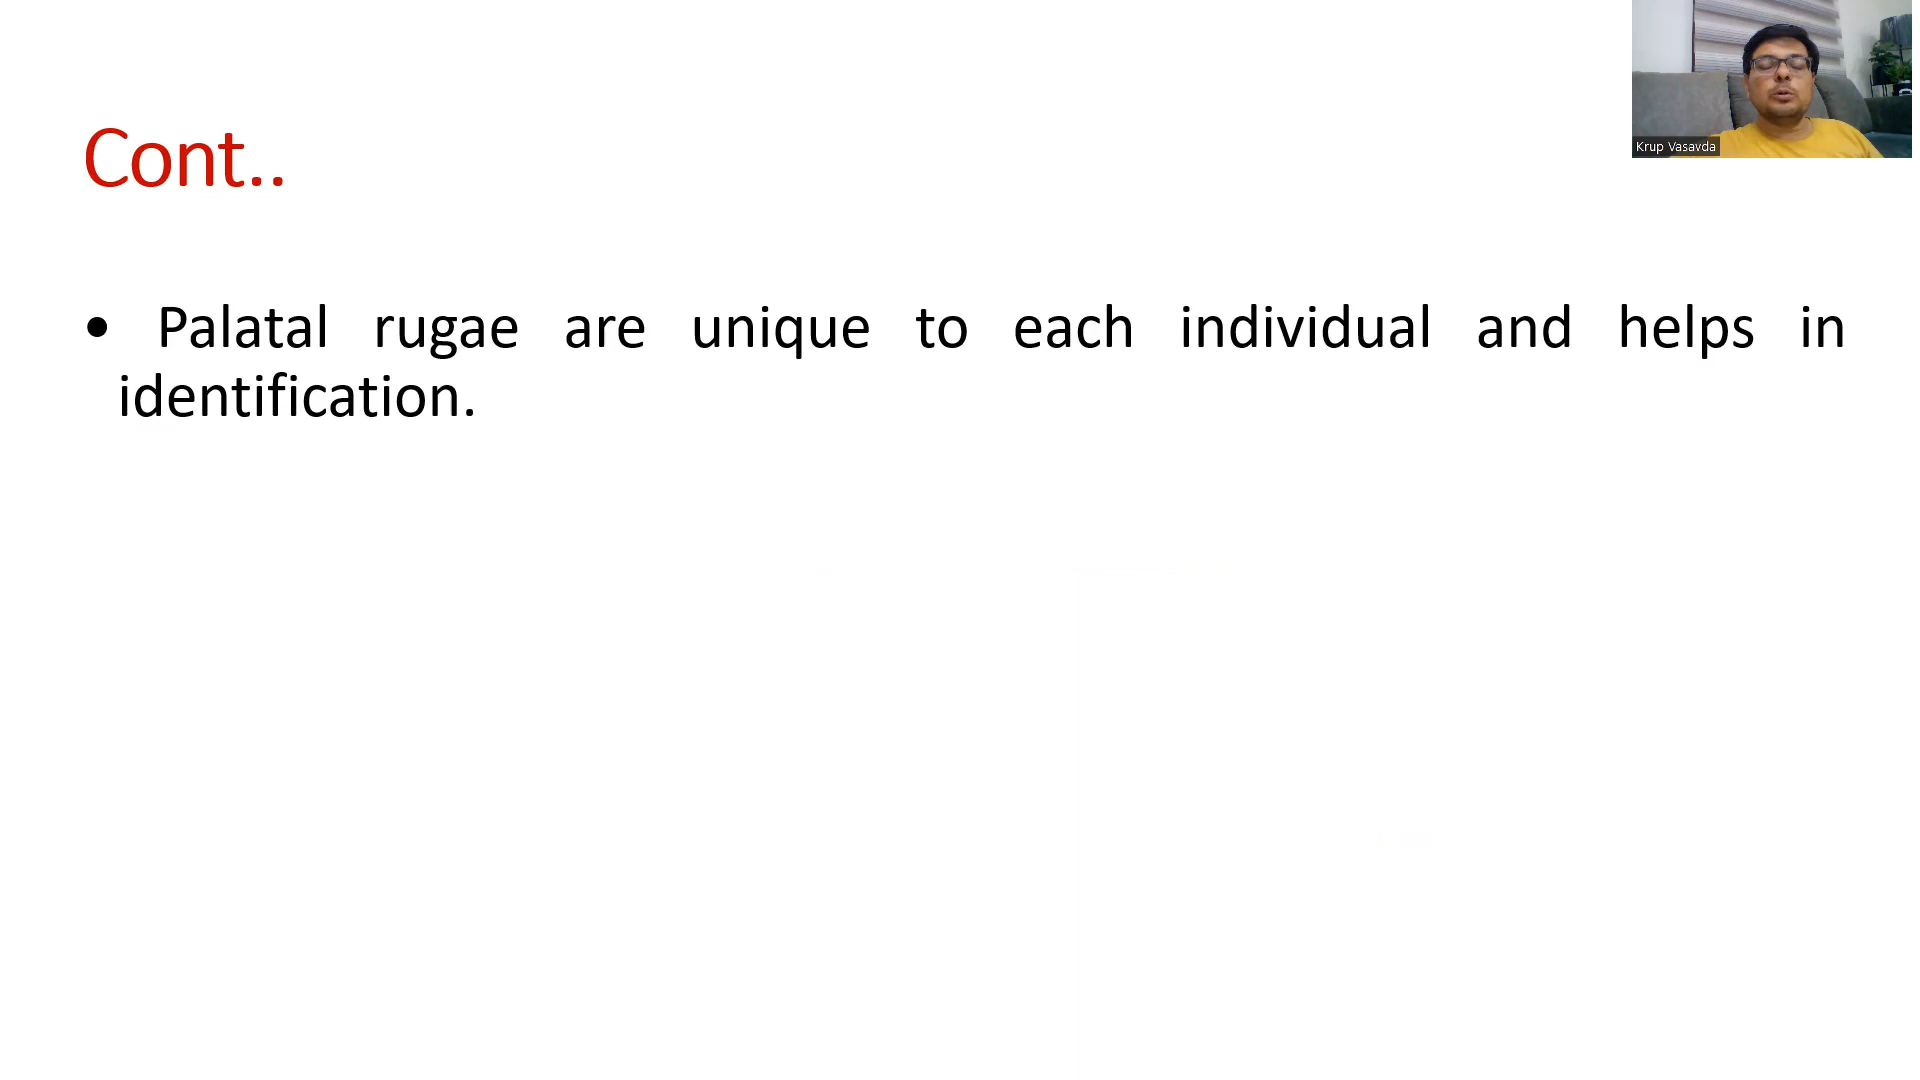 Krup Vasavda
Cont..
• Palatal rugae are unique to each individual and helps in
identification.